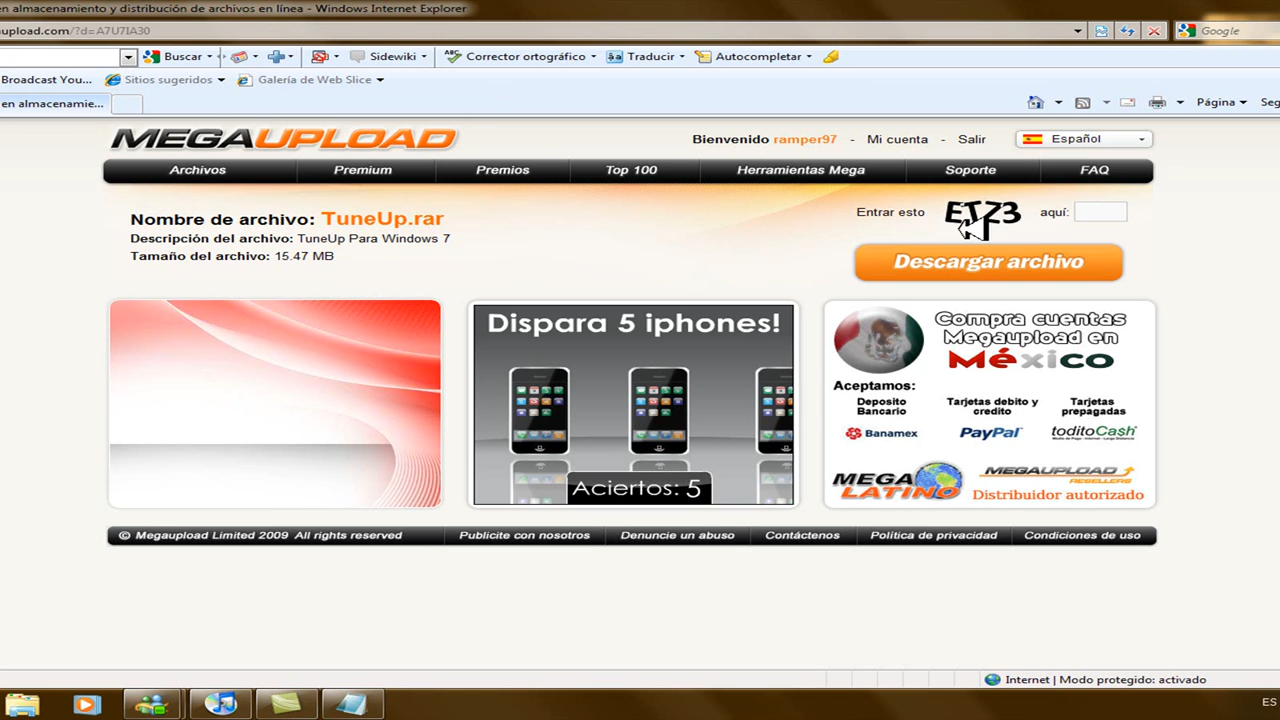 en almacenamiento y distribución de archivos en línea - Windows Internet Explorer
upload.com/?d=A7U7IA30
Google
Buscar
Sidewiki
Corrector ortográfico
Traducir
Autocompletar
Broadcast You...
Sitios sugeridos
Galería de Web Slice
en almacenamie...
Página
Seg
MEGAUPLOAD
Bienvenido ramper97 - Mi cuenta - Salir
Español
Archivos
Premium
Premios
Top 100
Herramientas Mega
Soporte
FAQ
Nombre de archivo: TuneUp.rar
Descripción del archivo: TuneUp Para Windows 7
Tamaño del archivo: 15.47 MB
Entrar esto
aquí:
Descargar archivo
Dispara 5 iphones!
Aciertos: 5
Compra cuentas
Megaupload en
México
Aceptamos:
Deposito
Bancario
Tarjetas debito y
credito
Tarjetas
prepagadas
Banamex
PayPal
toditoCa$h
MEGA
LATINO
MEGAUPLOAD
RESELLERS
Distribuidor autorizado
© Megaupload Limited 2009 All rights reserved
Publicite con nosotros
Denuncie un abuso
Contáctenos
Política de privacidad
Condiciones de uso
Internet | Modo protegido: activado
ES